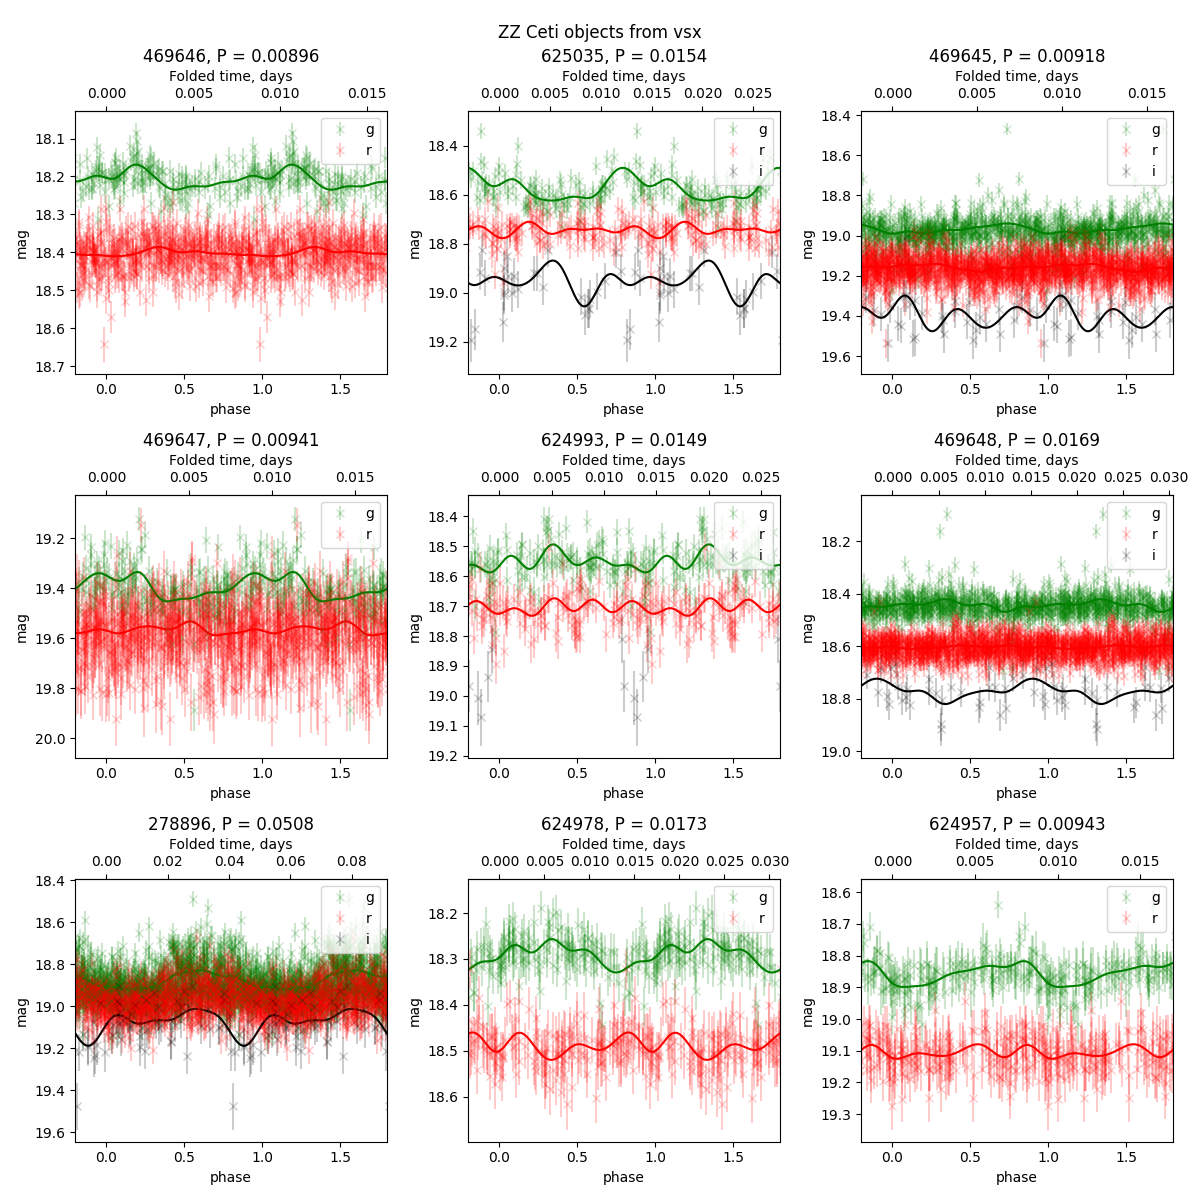 ZZ Ceti objects from vsx
469646, P = 0.00896
Folded time, days
0.000 0.005 0.010 0.015
18.1
18.2
18.3
18.4
18.5
18.6
18.7
mag
g
r
0.0 0.5 1.0 1.5
phase
625035, P = 0.0154
Folded time, days
0.000 0.005 0.010 0.015 0.020 0.025
18.4
18.6
18.8
19.0
19.2
mag
g
r
i
0.0 0.5 1.0 1.5
phase
469645, P = 0.00918
Folded time, days
0.000 0.005 0.010 0.015
18.4
18.6
18.8
19.0
19.2
19.4
19.6
mag
g
r
i
0.0 0.5 1.0 1.5
phase
469647, P = 0.00941
Folded time, days
0.000 0.005 0.010 0.015
19.2
19.4
19.6
19.8
20.0
mag
g
r
0.0 0.5 1.0 1.5
phase
624993, P = 0.0149
Folded time, days
0.000 0.005 0.010 0.015 0.020 0.025
18.4
18.5
18.6
18.7
18.8
18.9
19.0
19.1
19.2
mag
g
r
i
0.0 0.5 1.0 1.5
phase
469648, P = 0.0169
Folded time, days
0.000 0.005 0.010 0.015 0.020 0.025 0.030
18.2
18.4
18.6
18.8
19.0
mag
g
r
i
0.0 0.5 1.0 1.5
phase
278896, P = 0.0508
Folded time, days
0.00 0.02 0.04 0.06 0.08
18.4
18.6
18.8
19.0
19.2
19.4
19.6
mag
g
r
i
0.0 0.5 1.0 1.5
phase
624978, P = 0.0173
Folded time, days
0.000 0.005 0.010 0.015 0.020 0.025 0.030
18.2
18.3
18.4
18.5
18.6
mag
g
r
0.0 0.5 1.0 1.5
phase
624957, P = 0.00943
Folded time, days
0.000 0.005 0.010 0.015
18.6
18.7
18.8
18.9
19.0
19.1
19.2
19.3
mag
g
r
0.0 0.5 1.0 1.5
phase